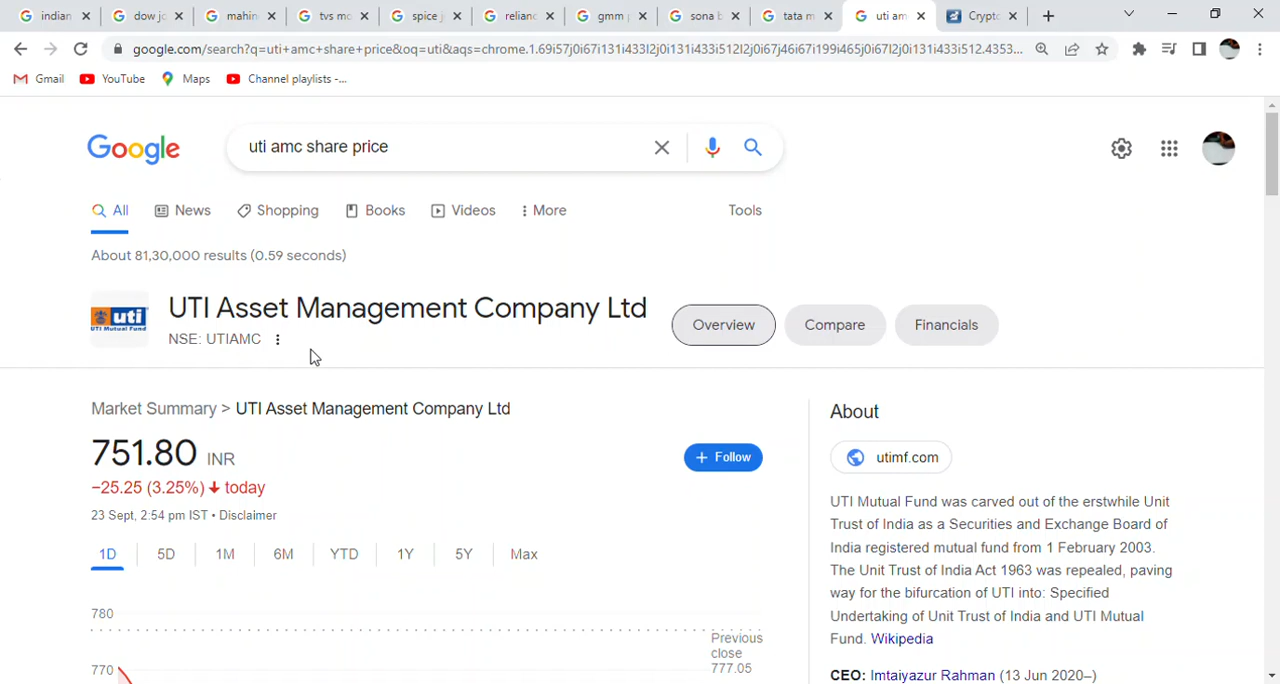 indian
dow jo
mahin
tvs mo
spice j
relianc
gmm p
sona b
tata m
uti am
Crypto
google.com/search?q=uti+amc+share+price&oq=uti&aqs=chrome.1.69i57j0i67i131i433l2j0i131i433i512l2j0i67j46i67i199i465j0i67l2j0i131i433i512.4353...
Gmail YouTube Maps Channel playlists -...
Google
uti amc share price
All News Shopping Books Videos More Tools
About 81,30,000 results (0.59 seconds)
uti
UTI Mutual Fund
UTI Asset Management Company Ltd
NSE: UTIAMC
Overview Compare Financials
Market Summary > UTI Asset Management Company Ltd
751.80 INR
+ Follow
−25.25 (3.25%) today
23 Sept, 2:54 pm IST • Disclaimer
1D 5D 1M 6M YTD 1Y 5Y Max
780
Previous
close
777.05
770
About
utimf.com
UTI Mutual Fund was carved out of the erstwhile Unit
Trust of India as a Securities and Exchange Board of
India registered mutual fund from 1 February 2003.
The Unit Trust of India Act 1963 was repealed, paving
way for the bifurcation of UTI into: Specified
Undertaking of Unit Trust of India and UTI Mutual
Fund. Wikipedia
CEO: Imtaiyazur Rahman (13 Jun 2020–)